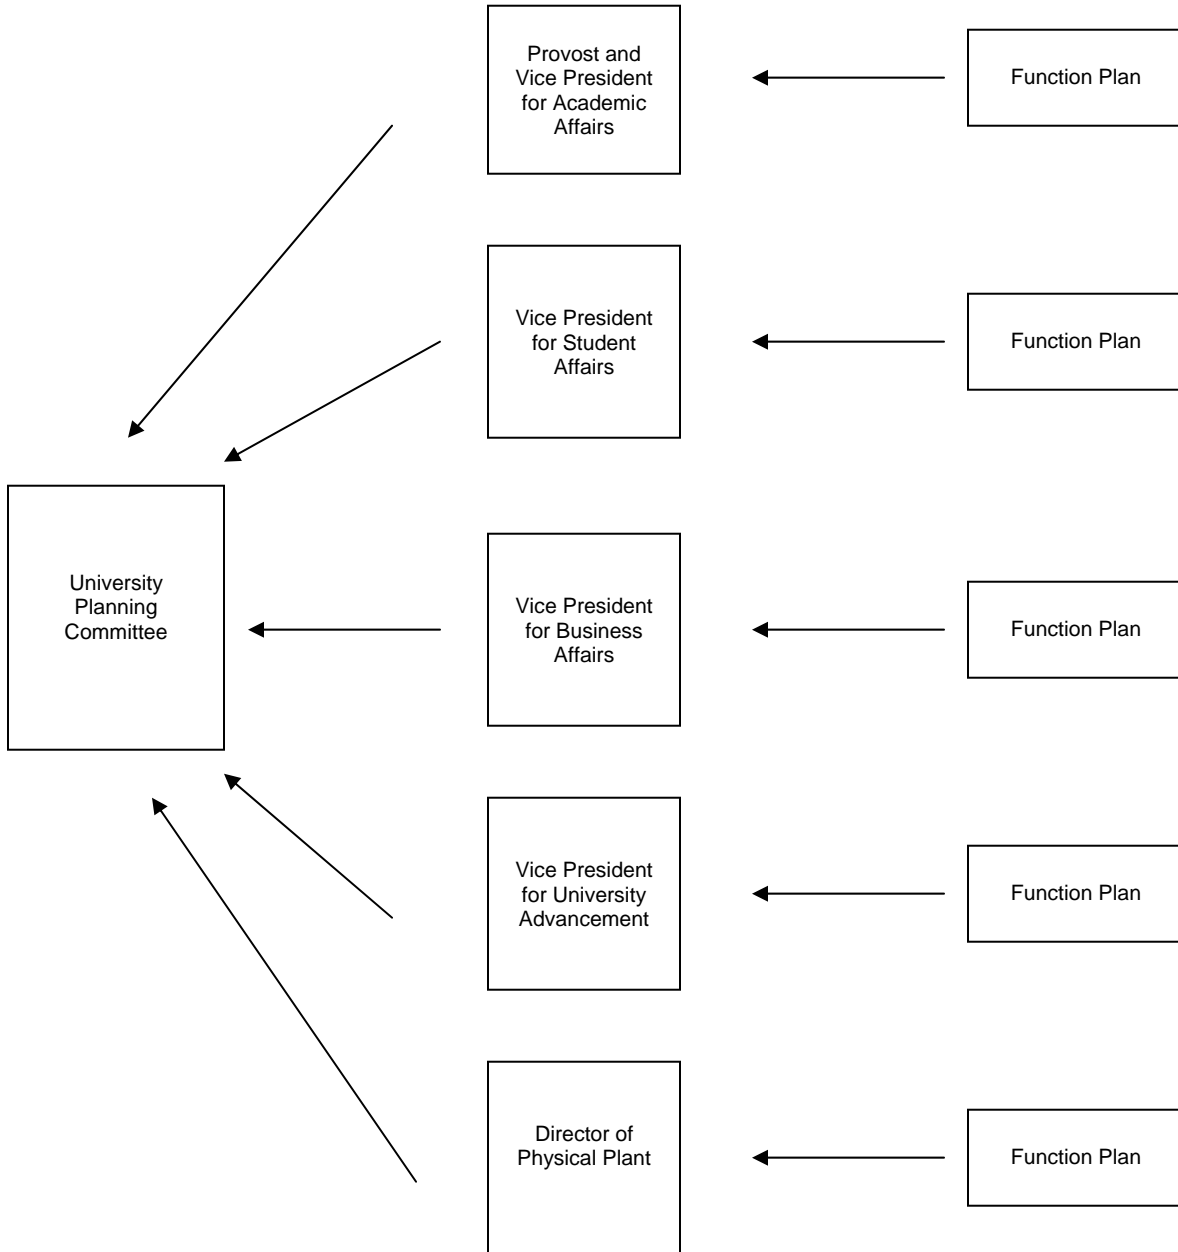 Provost and
Vice President
for Academic
Affairs
Function Plan
Vice President
for Student
Affairs
Function Plan
University
Planning
Committee
Vice President
for Business
Affairs
Function Plan
Vice President
for University
Advancement
Function Plan
Director of
Physical Plant
Function Plan